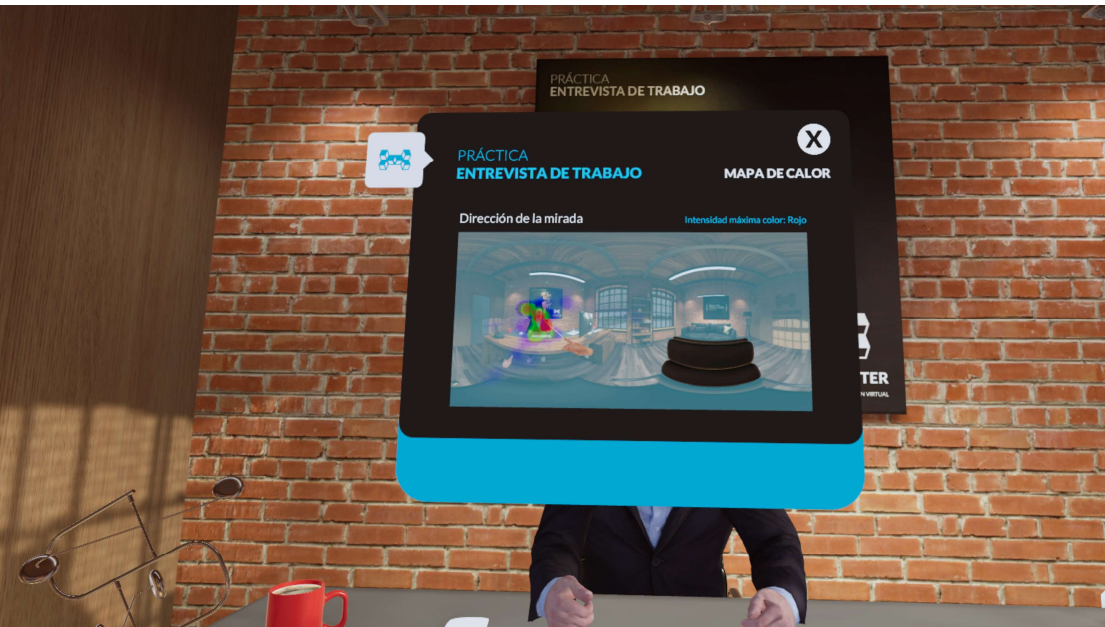 PRÁCTICA
ENTREVISTA DE TRABAJO
X
PRÁCTICA
ENTREVISTA DE TRABAJO
MAPA DE CALOR
Dirección de la mirada
Intensidad máxima color: Rojo
TER
N VIRTUAL